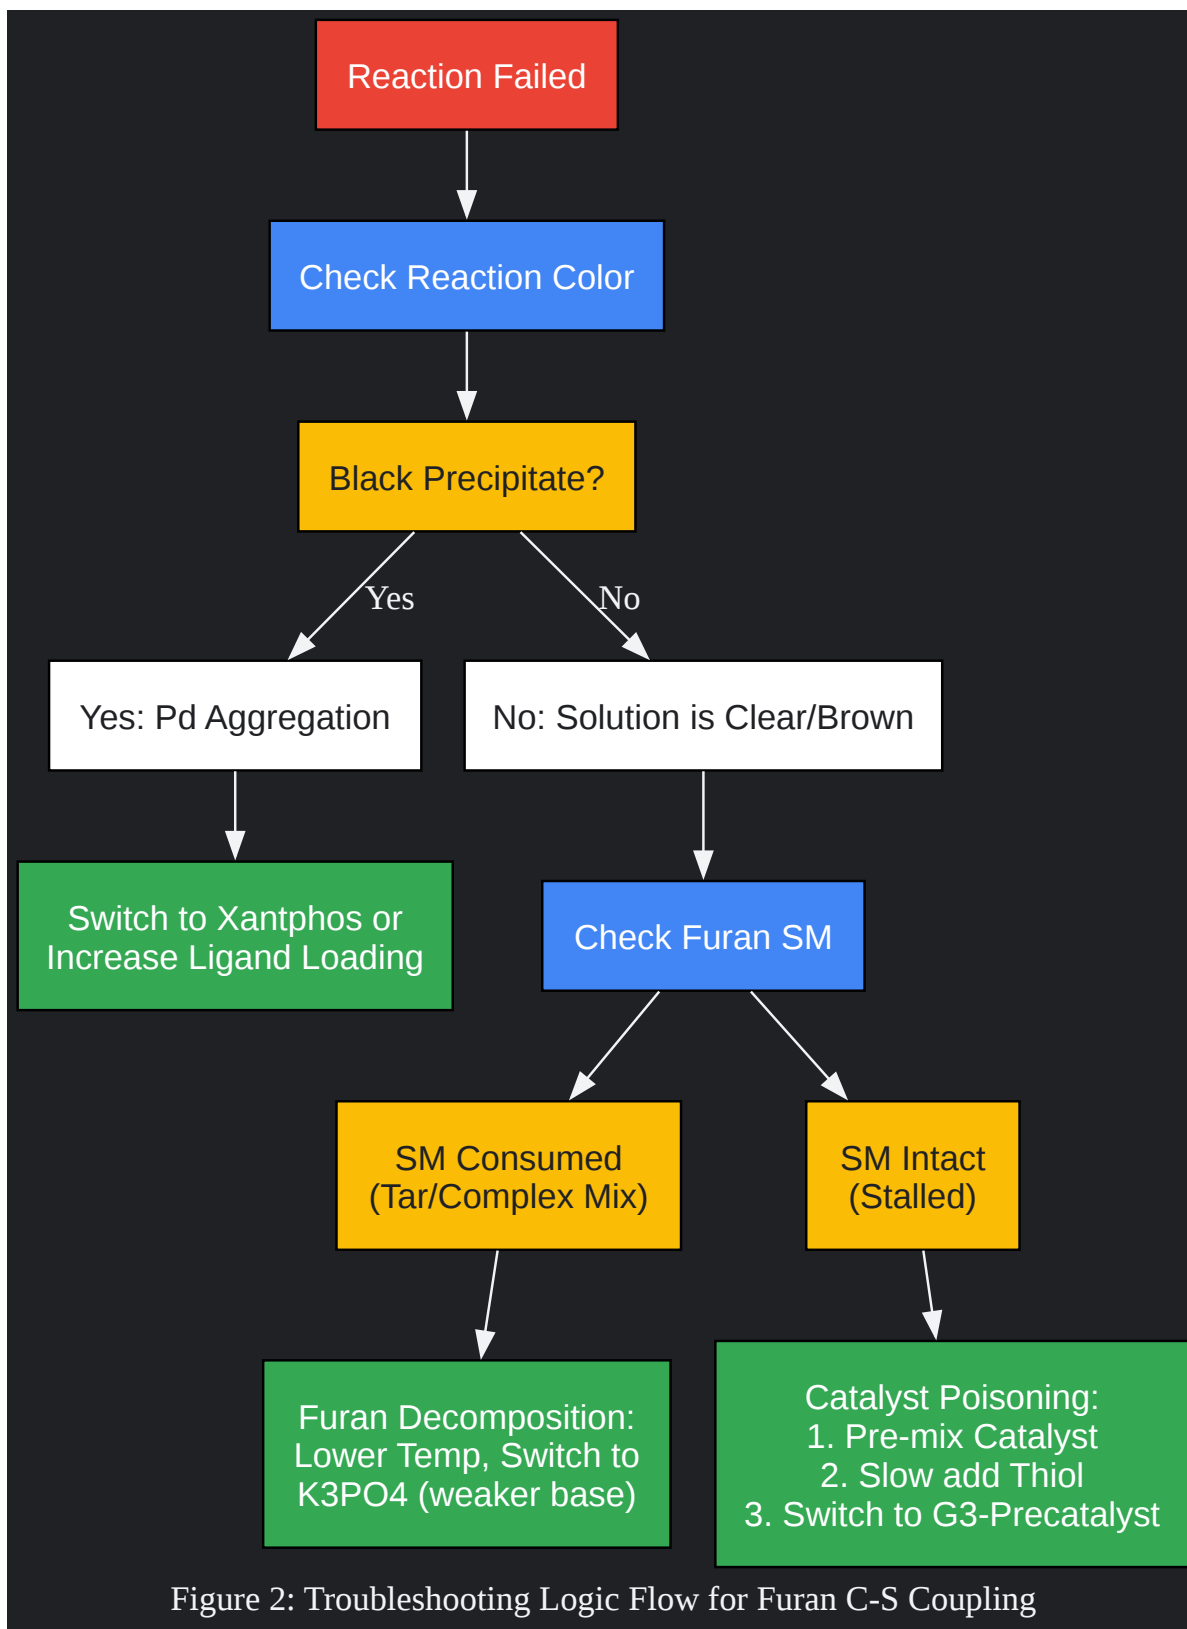 Reaction Failed
Check Reaction Color
Black Precipitate?
Yes
No
Yes: Pd Aggregation
No: Solution is Clear/Brown
Switch to Xantphos or
Increase Ligand Loading
Check Furan SM
SM Consumed
(Tar/Complex Mix)
SM Intact
(Stalled)
Furan Decomposition:
Lower Temp, Switch to
K3PO4 (weaker base)
Catalyst Poisoning:
1. Pre-mix Catalyst
2. Slow add Thiol
3. Switch to G3-Precatalyst
Figure 2: Troubleshooting Logic Flow for Furan C-S Coupling